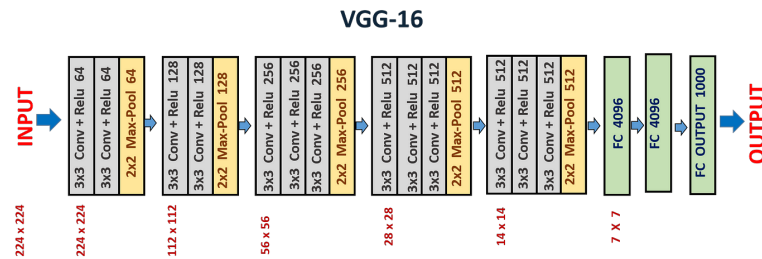 VGG-16
INPUT
3x3 Conv + Relu 64
3x3 Conv + Relu 64
2x2 Max-Pool 64
3x3 Conv + Relu 128
3x3 Conv + Relu 128
2x2 Max-Pool 128
3x3 Conv + Relu 256
3x3 Conv + Relu 256
3x3 Conv + Relu 256
2x2 Max-Pool 256
3x3 Conv + Relu 512
3x3 Conv + Relu 512
3x3 Conv + Relu 512
2x2 Max-Pool 512
3x3 Conv + Relu 512
3x3 Conv + Relu 512
3x3 Conv + Relu 512
2x2 Max-Pool 512
FC 4096
FC 4096
FC OUTPUT 1000
OUTPUT
224 x 224
224 x 224
112 x 112
56 x 56
28 x 28
14 x 14
7 X 7